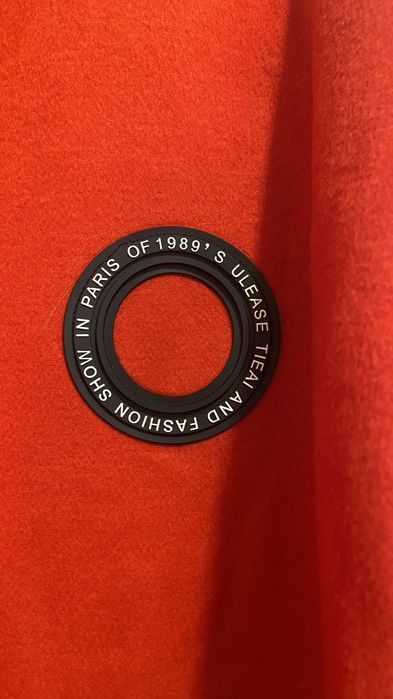 SHOW IN PARIS OF 1989'S ULEASE TIEAI AND FASHION